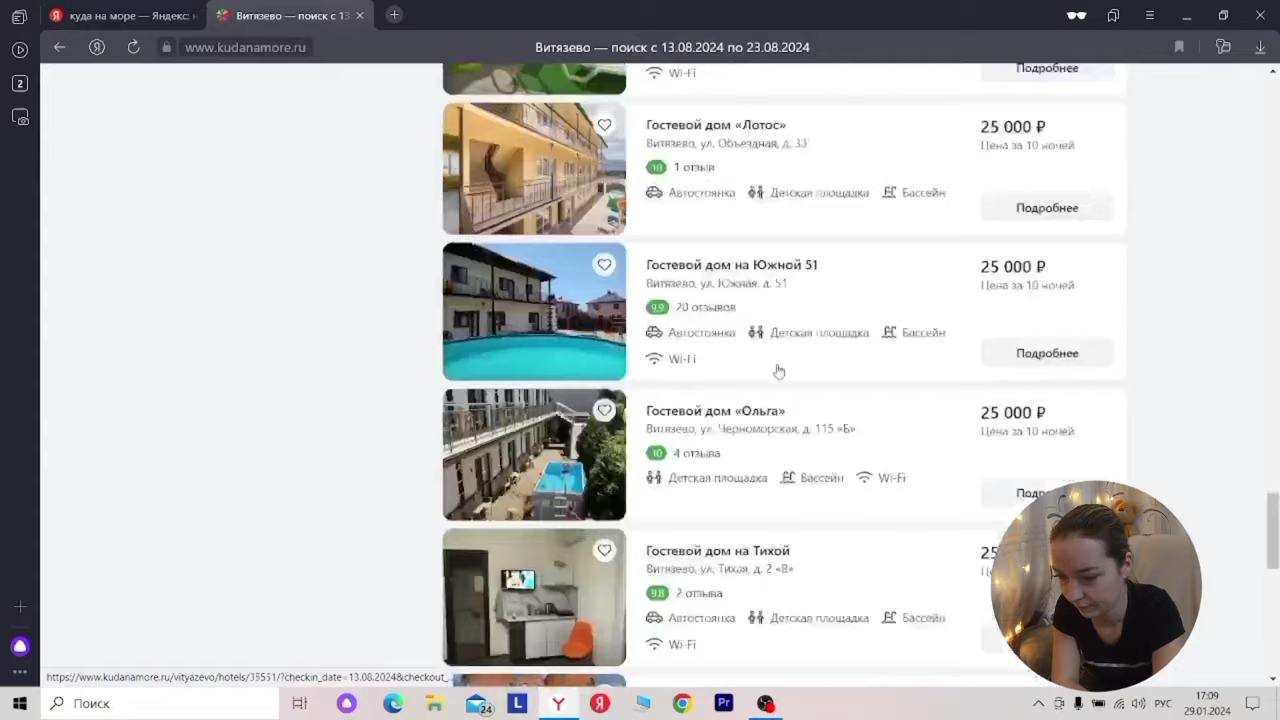 куда на море — Яндекс: н
Витязево — поиск с 13
www.kudanamore.ru
Витязево — поиск с 13.08.2024 по 23.08.2024
2
Wi-Fi
Подробнее
Гостевой дом «Лотос»
Витязево, ул. Объездная, д. 33
10 1 отзыв
Автостоянка Детская площадка Бассейн
25 000 ₽
Цена за 10 ночей
Подробнее
Гостевой дом на Южной 51
Витязево, ул. Южная, д. 51
9.9 20 отзывов
Автостоянка Детская площадка Бассейн
Wi-Fi
25 000 ₽
Цена за 10 ночей
Подробнее
Гостевой дом «Ольга»
Витязево, ул. Черноморская, д. 115 «Б»
10 4 отзыва
Детская площадка Бассейн Wi-Fi
25 000 ₽
Цена за 10 ночей
Подр
Гостевой дом на Тихой
Витязево, ул. Тихая, д. 2 «В»
9.8 2 отзыва
Автостоянка Детская площадка Бассейн
Wi-Fi
25
https://www.kudanamore.ru/vityazevo/hotels/35531/?checkin_date=13.08.2024&checkout_...
Поиск
24
L
Я
Pr
РУС
17:09
29.01.2024